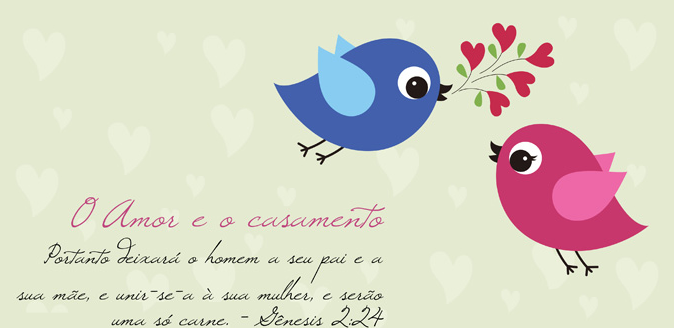 O Amor e o casamento
Portanto deixará o homem a seu pai e a
sua mãe, e unir-se-a à sua mulher, e serão
uma só carne. - Gênesis 2:24